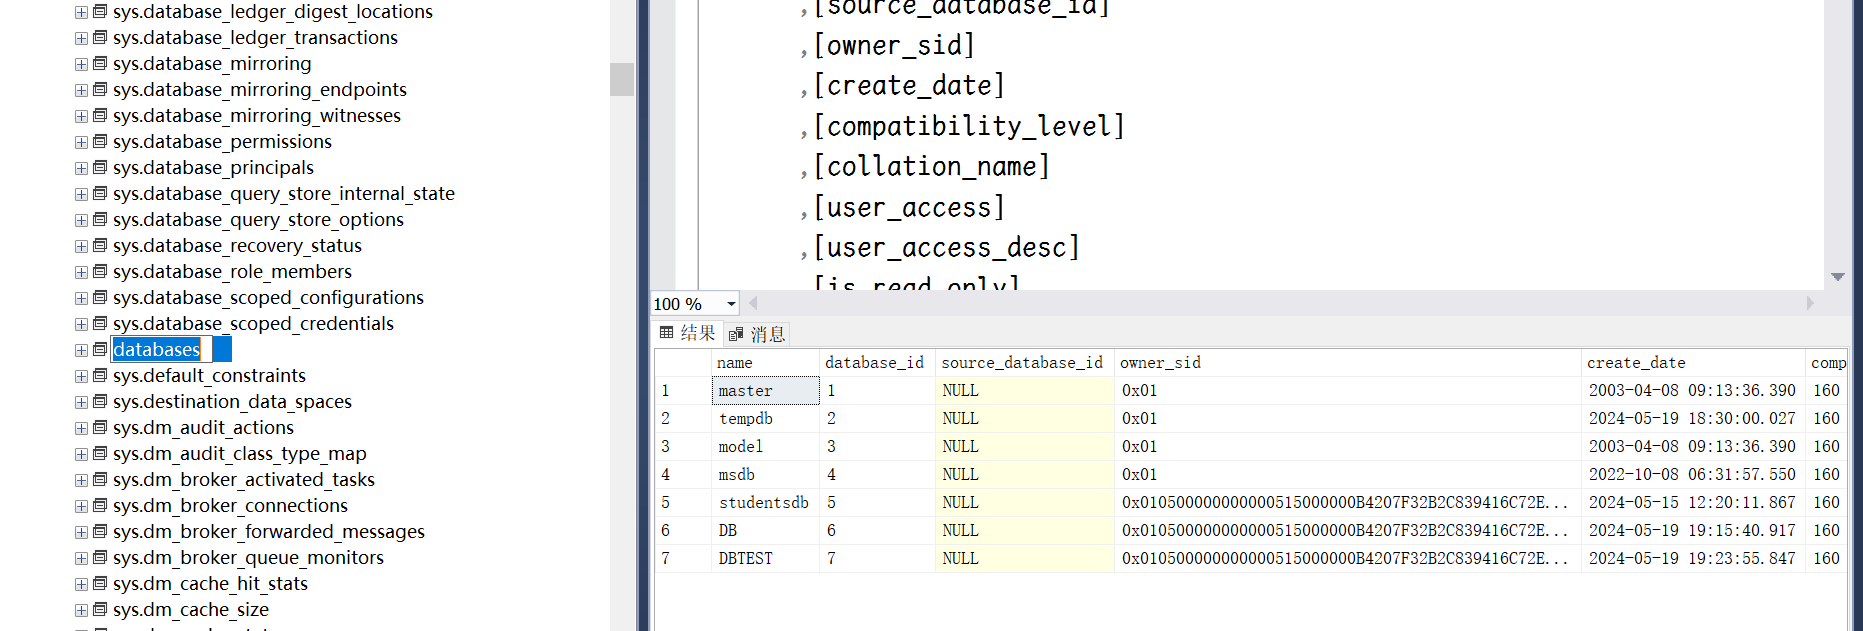 sys.database_ledger_digest_locations
sys.database_ledger_transactions
sys.database_mirroring
sys.database_mirroring_endpoints
sys.database_mirroring_witnesses
sys.database_permissions
sys.database_principals
sys.database_query_store_internal_state
sys.database_query_store_options
sys.database_recovery_status
sys.database_role_members
sys.database_scoped_configurations
sys.database_scoped_credentials
databases
sys.default_constraints
sys.destination_data_spaces
sys.dm_audit_actions
sys.dm_audit_class_type_map
sys.dm_broker_activated_tasks
sys.dm_broker_connections
sys.dm_broker_forwarded_messages
sys.dm_broker_queue_monitors
sys.dm_cache_hit_stats
sys.dm_cache_size
,[source_database_id]
,[owner_sid]
,[create_date]
,[compatibility_level]
,[collation_name]
,[user_access]
,[user_access_desc]
[is_read_only]
100 %
结果 消息
name database_id source_database_id owner_sid create_date comp
1 master 1 NULL 0x01 2003-04-08 09:13:36.390 160
2 tempdb 2 NULL 0x01 2024-05-19 18:30:00.027 160
3 model 3 NULL 0x01 2003-04-08 09:13:36.390 160
4 msdb 4 NULL 0x01 2022-10-08 06:31:57.550 160
5 studentsdb 5 NULL 0x010500000000000515000000B4207F32B2C839416C72E... 2024-05-15 12:20:11.867 160
6 DB 6 NULL 0x010500000000000515000000B4207F32B2C839416C72E... 2024-05-19 19:15:40.917 160
7 DBTEST 7 NULL 0x010500000000000515000000B4207F32B2C839416C72E... 2024-05-19 19:23:55.847 160